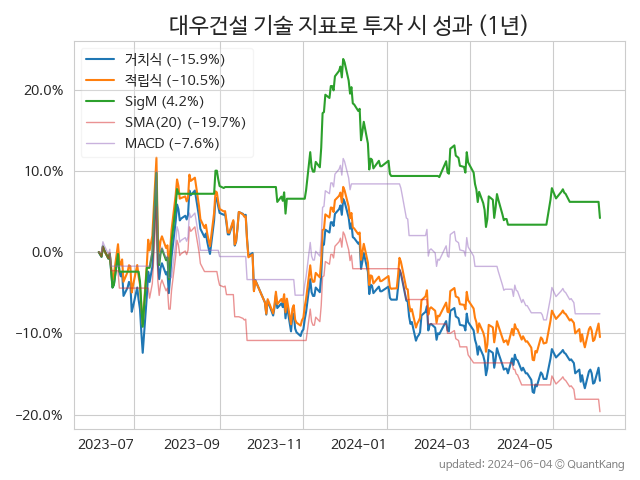 대우건설 기술 지표로 투자 시 성과 (1년)
거치식 (−15.9%)
적립식 (−10.5%)
SigM (4.2%)
SMA(20) (−19.7%)
MACD (−7.6%)
20.0%
10.0%
0.0%
−10.0%
−20.0%
2023-07 2023-09 2023-11 2024-01 2024-03 2024-05
updated: 2024-06-04 ⓒ QuantKang